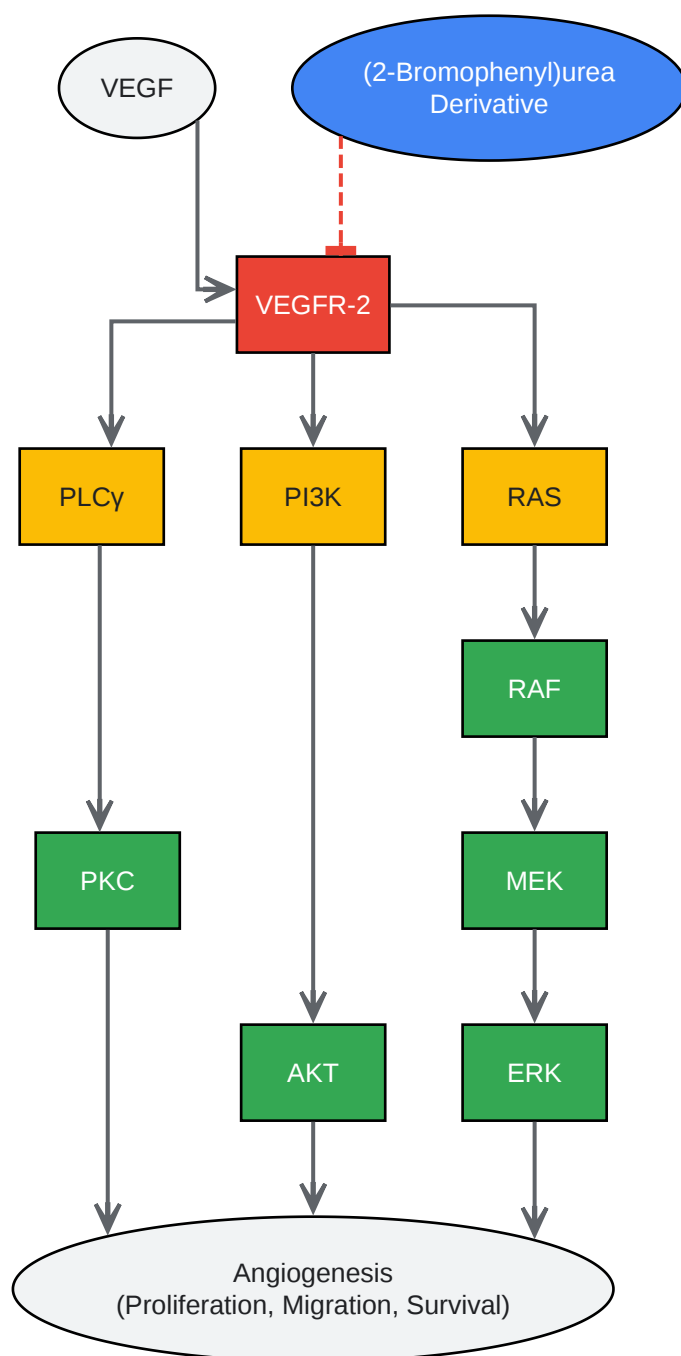 VEGF
(2-Bromophenyl)urea
Derivative
VEGFR-2
PLCγ
PI3K
RAS
RAF
PKC
MEK
AKT
ERK
Angiogenesis
(Proliferation, Migration, Survival)